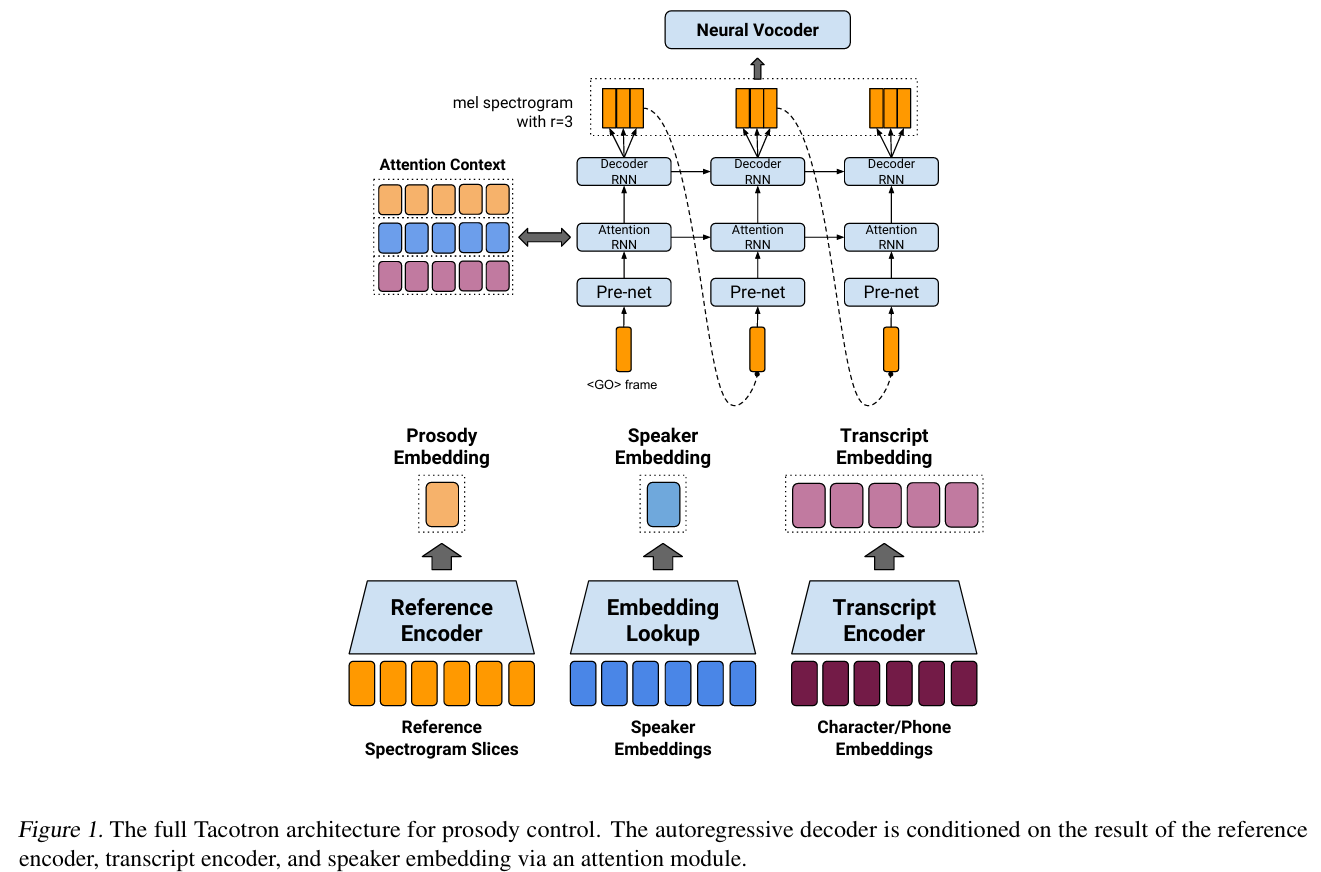 Neural Vocoder
mel spectrogram
with r=3
Attention Context
Decoder
RNN
Decoder
RNN
Decoder
RNN
Attention
RNN
Attention
RNN
Attention
RNN
Pre-net
Pre-net
Pre-net
<GO> frame
Prosody
Embedding
Speaker
Embedding
Transcript
Embedding
Reference
Encoder
Embedding
Lookup
Transcript
Encoder
Reference
Spectrogram Slices
Speaker
Embeddings
Character/Phone
Embeddings
Figure 1. The full Tacotron architecture for prosody control. The autoregressive decoder is conditioned on the result of the reference
encoder, transcript encoder, and speaker embedding via an attention module.